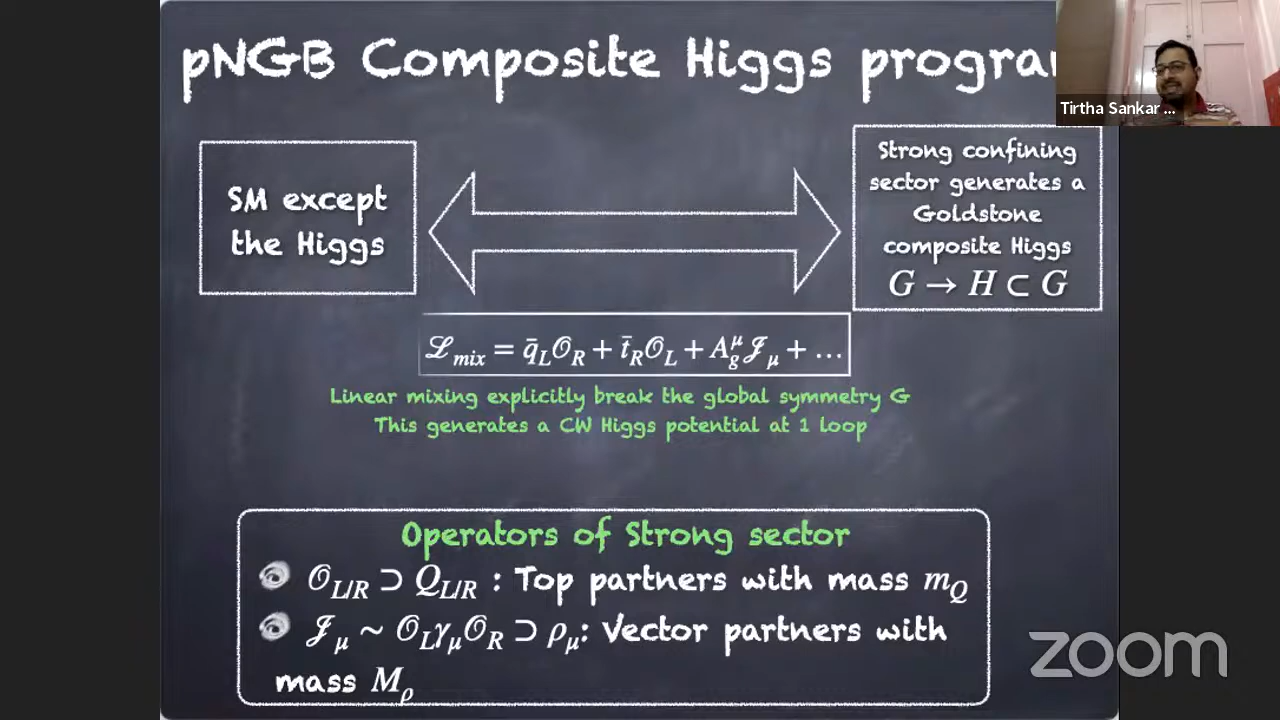 pNGB Composite Higgs progra
Tirtha Sankar ...
SM except
the Higgs
Strong confining
sector generates a
Goldstone
composite Higgs
G → H ⊂ G
ℒ_mix = q̄_L𝒪_R + t̄_R𝒪_L + A_g^μ𝒥_μ + ...
Linear mixing explicitly break the global symmetry G
This generates a CW Higgs potential at 1 loop
Operators of Strong sector
𝒪_L/R ⊃ Q_L/R : Top partners with mass m_Q
𝒥_μ ~ 𝒪_Lγ_μ𝒪_R ⊃ ρ_μ: Vector partners with
mass M_ρ
zoom